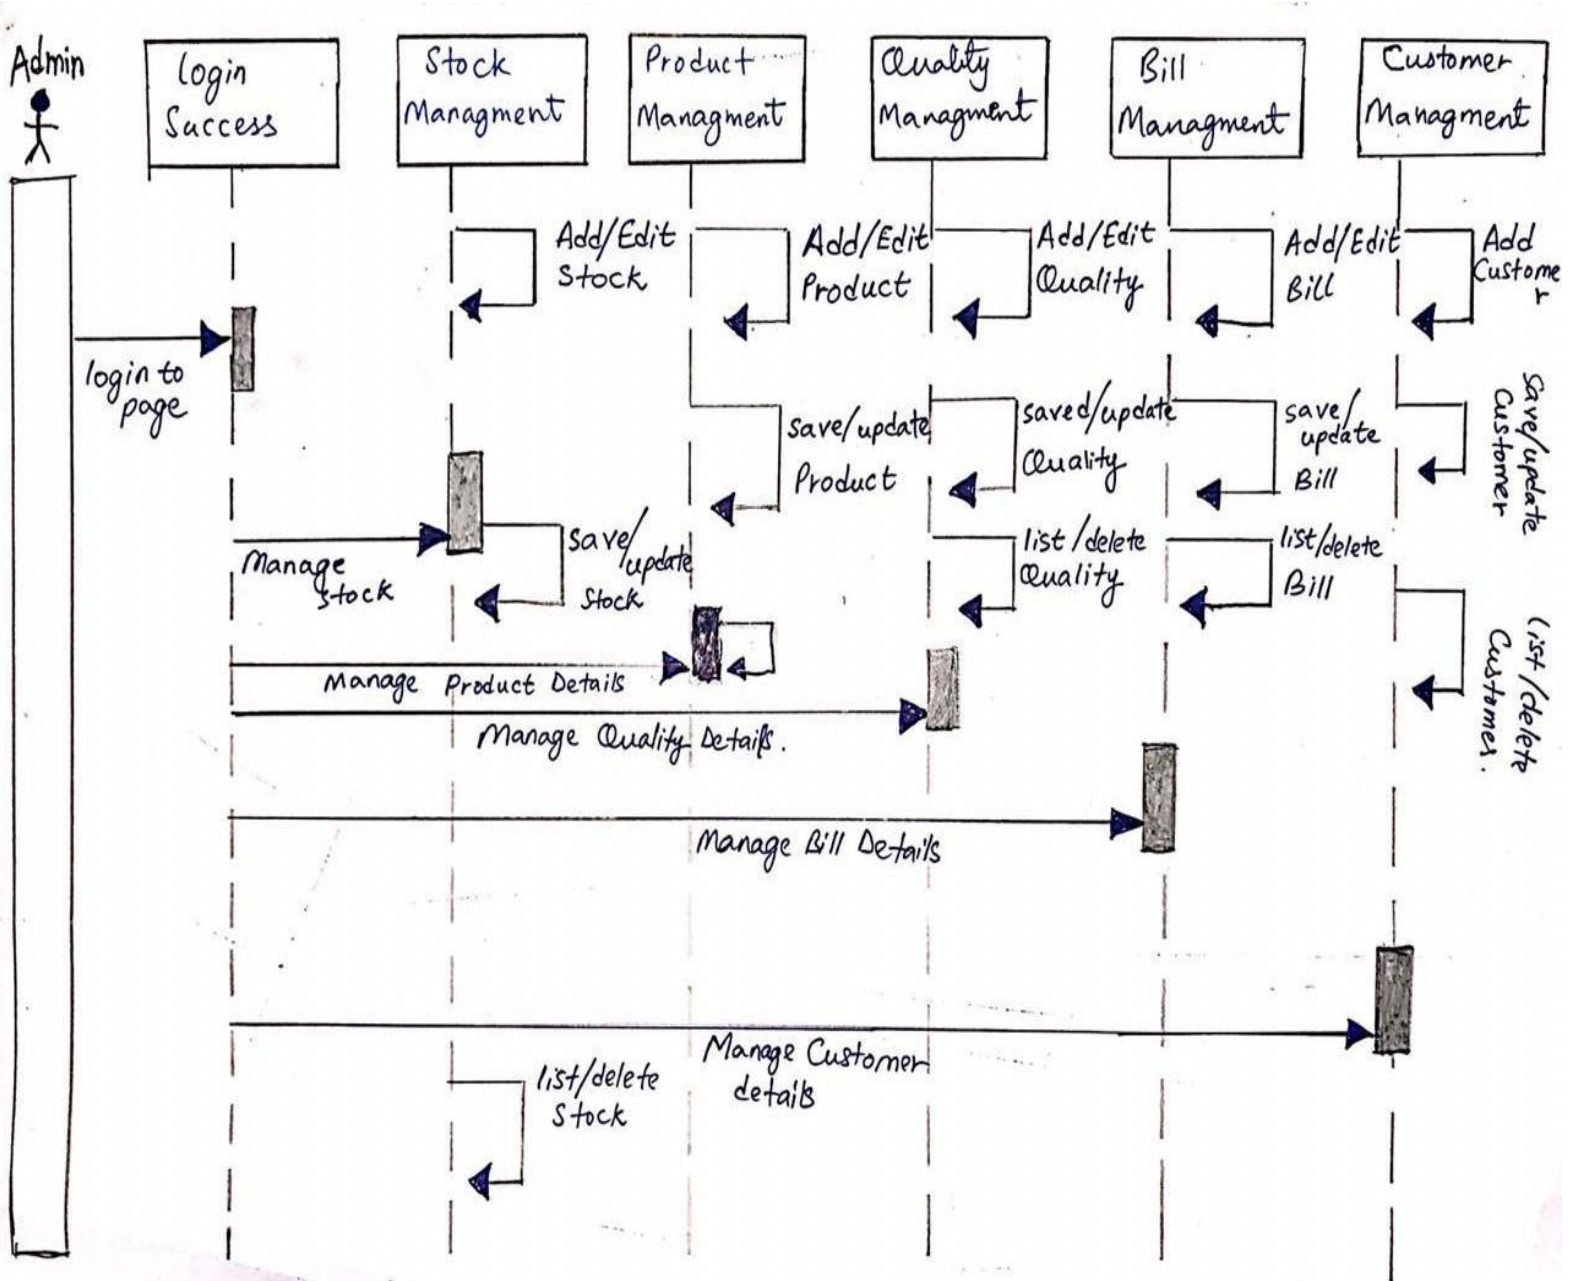 Admin
login
Success
Stock
Managment
Product
Managment
Quality
Managment
Bill
Managment
Customer
Managment
Add/Edit
Stock
Add/Edit
Product
Add/Edit
Quality
Add/Edit
Bill
Add
Custome
r
login to
page
save/update
Product
saved/update
Quality
save/
update
Bill
Save/update
Customer
Manage
stock
save/
update
Stock
list/delete
Quality
list/delete
Bill
list/delete
Customer.
Manage Product Details
Manage Quality Details.
Manage Bill Details
Manage Customer
details
list/delete
Stock